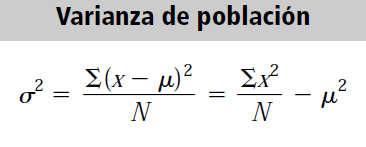 Varianza de población
σ² = Σ(x − μ)² / N = Σx² / N − μ²